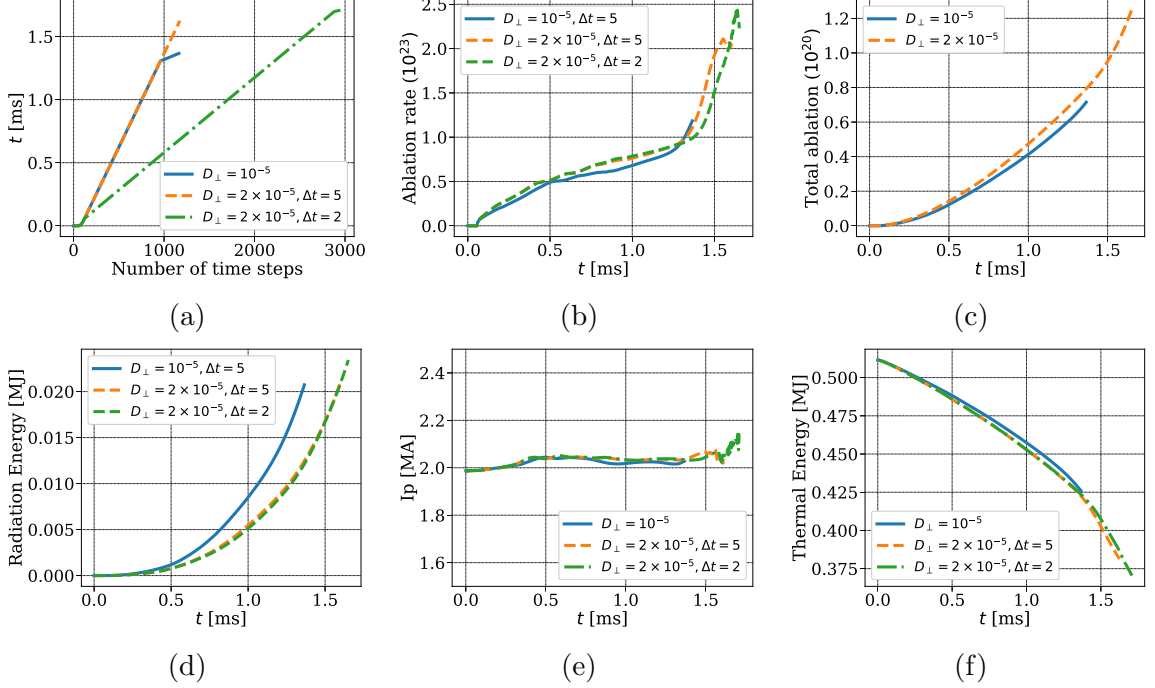 1.5
1.0
0.5
0.0
t [ms]
0 1000 2000 3000
Number of time steps
D⊥ = 10⁻⁵
D⊥ = 2 × 10⁻⁵, Δt = 5
D⊥ = 2 × 10⁻⁵, Δt = 2
(a)
2.5
2.0
1.5
1.0
0.5
0.0
Ablation rate (10²³)
0.0 0.5 1.0 1.5
t [ms]
D⊥ = 10⁻⁵, Δt = 5
D⊥ = 2 × 10⁻⁵, Δt = 5
D⊥ = 2 × 10⁻⁵, Δt = 2
(b)
1.2
1.0
0.8
0.6
0.4
0.2
0.0
Total ablation (10²⁰)
0.0 0.5 1.0 1.5
t [ms]
D⊥ = 10⁻⁵
D⊥ = 2 × 10⁻⁵
(c)
0.020
0.015
0.010
0.005
0.000
Radiation Energy [MJ]
0.0 0.5 1.0 1.5
t [ms]
D⊥ = 10⁻⁵, Δt = 5
D⊥ = 2 × 10⁻⁵, Δt = 5
D⊥ = 2 × 10⁻⁵, Δt = 2
(d)
2.4
2.2
2.0
1.8
1.6
Ip [MA]
0.0 0.5 1.0 1.5
t [ms]
D⊥ = 10⁻⁵
D⊥ = 2 × 10⁻⁵, Δt = 5
D⊥ = 2 × 10⁻⁵, Δt = 2
(e)
0.500
0.475
0.450
0.425
0.400
0.375
Thermal Energy [MJ]
0.0 0.5 1.0 1.5
t [ms]
D⊥ = 10⁻⁵
D⊥ = 2 × 10⁻⁵, Δt = 5
D⊥ = 2 × 10⁻⁵, Δt = 2
(f)